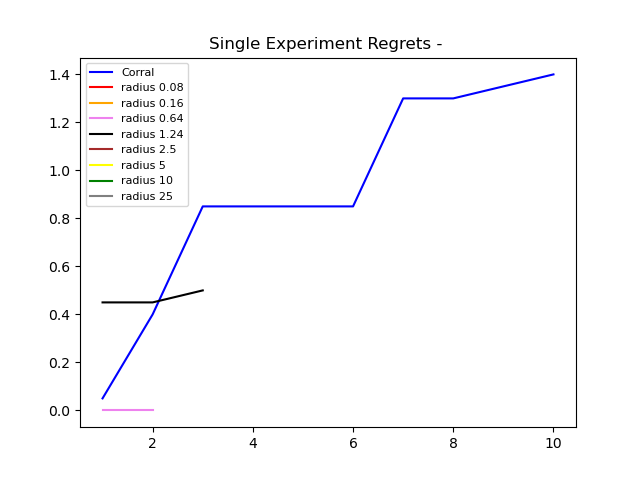 Single Experiment Regrets -
Corral
radius 0.08
radius 0.16
radius 0.64
radius 1.24
radius 2.5
radius 5
radius 10
radius 25
1.4
1.2
1.0
0.8
0.6
0.4
0.2
0.0
2 4 6 8 10